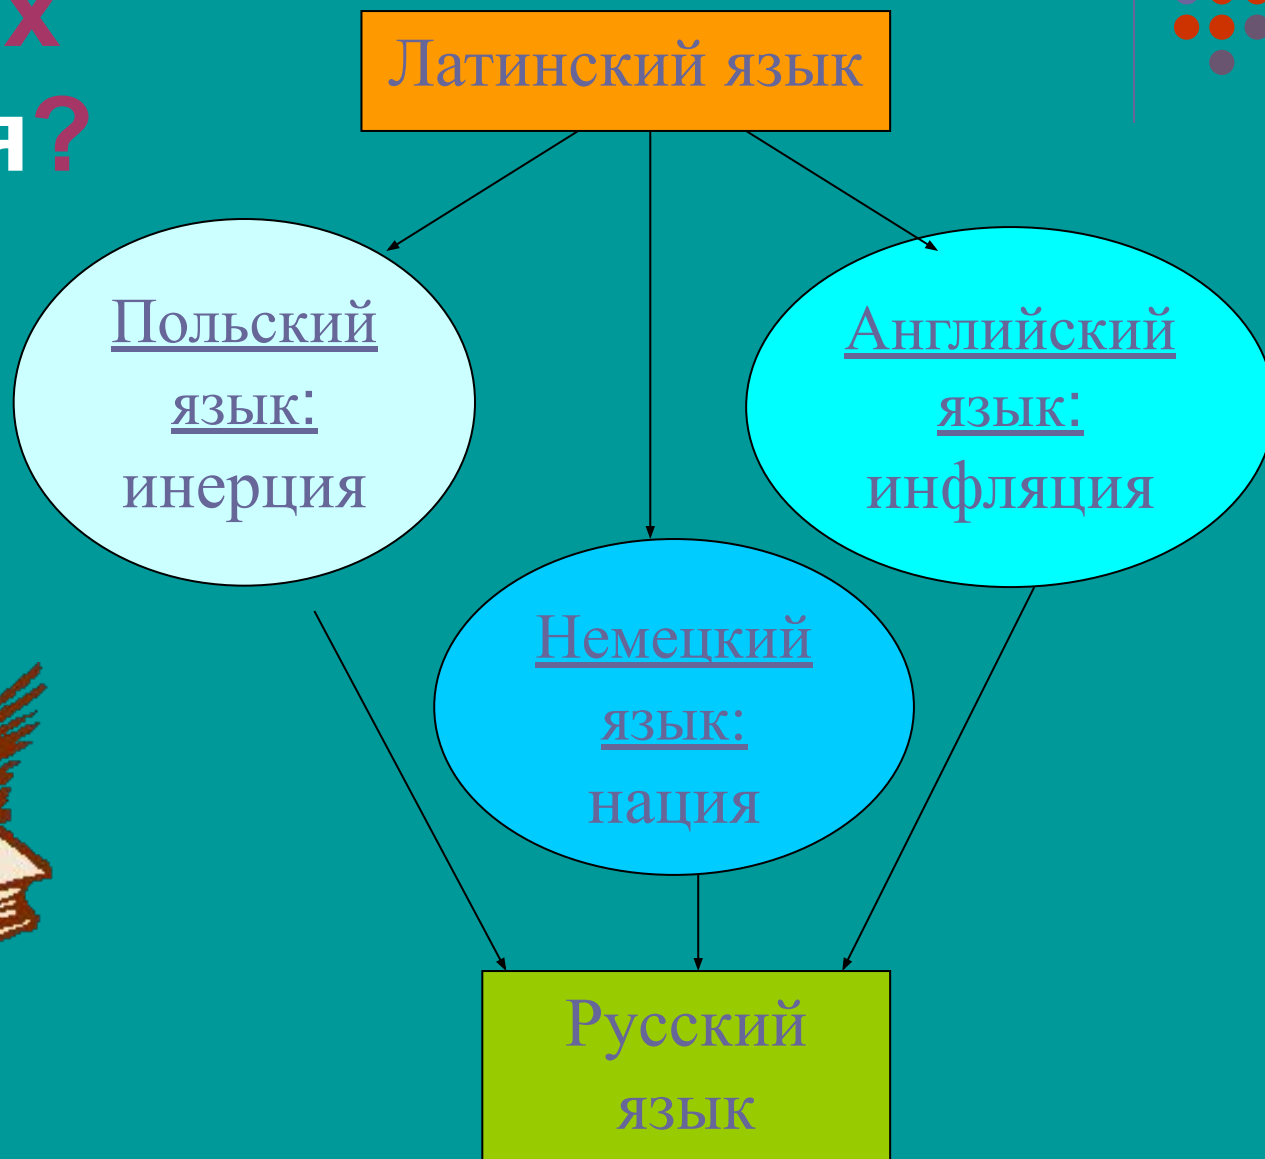 х
я?
Латинский язык
Польский
язык:
инерция
Английский
язык:
инфляция
Немецкий
язык:
нация
Русский
язык